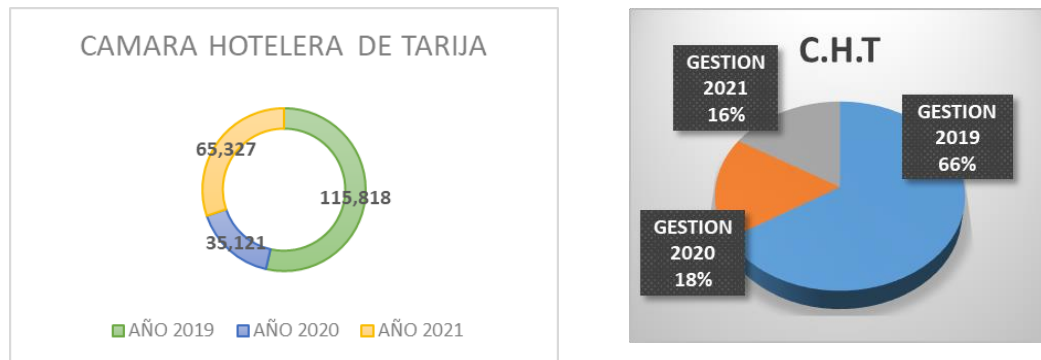 CAMARA HOTELERA DE TARIJA
65,327
115,818
35,121
AÑO 2019 AÑO 2020 AÑO 2021
C.H.T
GESTION
2021
16%
GESTION
2019
66%
GESTION
2020
18%